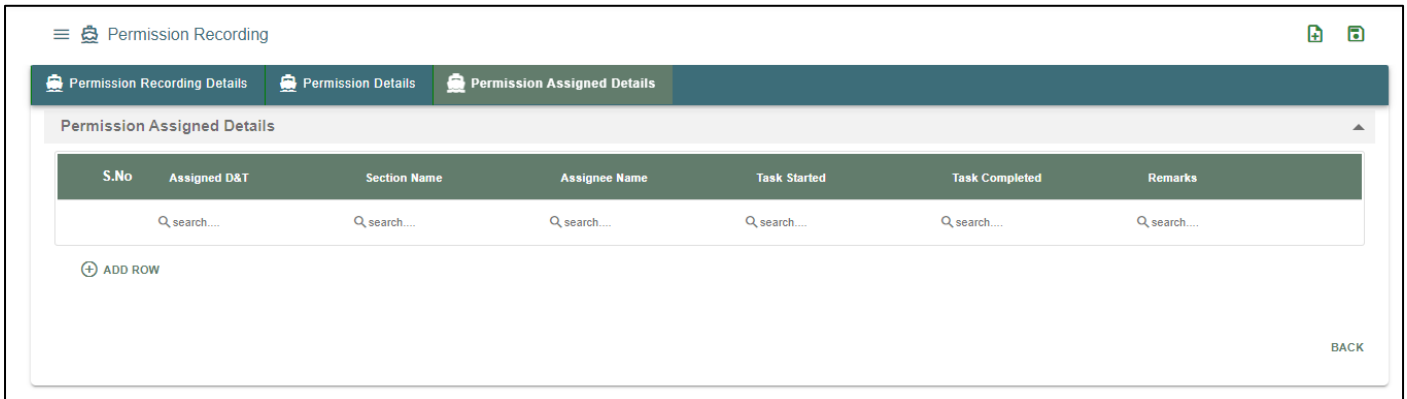 Permission Recording
Permission Recording Details Permission Details Permission Assigned Details
Permission Assigned Details
S.No Assigned D&T Section Name Assignee Name Task Started Task Completed Remarks
search.... search.... search.... search.... search.... search....
ADD ROW
BACK